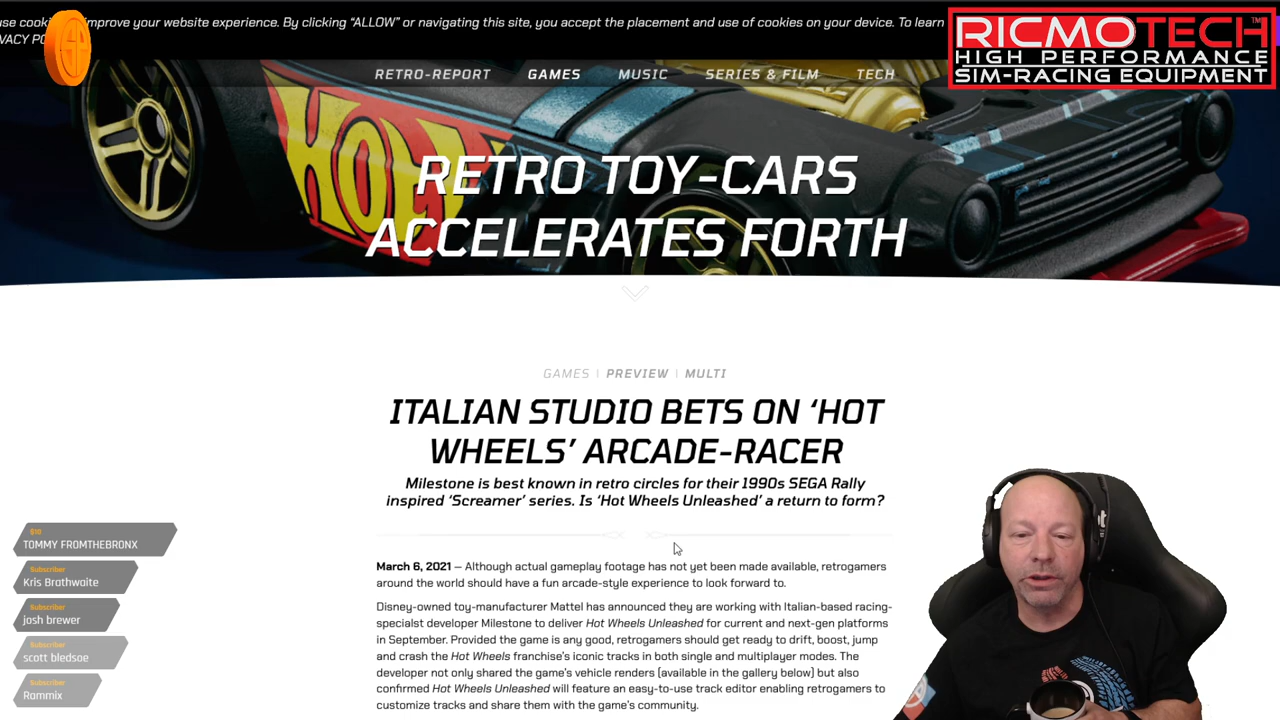 use cooki improve your website experience. By clicking “ALLOW” or navigating this site, you accept the placement and use of cookies on your device. To learn
VACY PO
RICMOTECH™
HIGH PERFORMANCE
SIM-RACING EQUIPMENT
RETRO-REPORT GAMES MUSIC SERIES & FILM TECH
HOT
RETRO TOY-CARS
ACCELERATES FORTH
GAMES | PREVIEW | MULTI
ITALIAN STUDIO BETS ON ‘HOT
WHEELS’ ARCADE-RACER
Milestone is best known in retro circles for their 1990s SEGA Rally
inspired ‘Screamer’ series. Is ‘Hot Wheels Unleashed’ a return to form?
March 6, 2021 — Although actual gameplay footage has not yet been made available, retrogamers
around the world should have a fun arcade-style experience to look forward to.
Disney-owned toy-manufacturer Mattel has announced they are working with Italian-based racing-
specialst developer Milestone to deliver Hot Wheels Unleashed for current and next-gen platforms
in September. Provided the game is any good, retrogamers should get ready to drift, boost, jump
and crash the Hot Wheels franchise’s iconic tracks in both single and multiplayer modes. The
developer not only shared the game’s vehicle renders [available in the gallery below] but also
confirmed Hot Wheels Unleashed will feature an easy-to-use track editor enabling retrogamers to
customize tracks and share them with the game’s community.
$10
TOMMY FROMTHEBRONX
Subscriber
Kris Brathwaite
Subscriber
josh brewer
Subscriber
scott bledsoe
Subscriber
Rammix